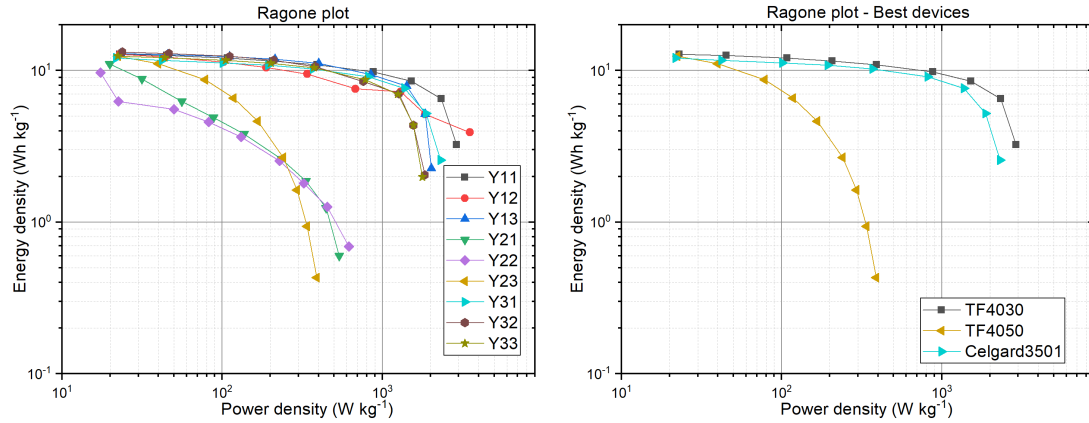 Ragone plot
Energy density (Wh kg⁻¹)
10¹
10⁰
10⁻¹
10¹
10²
10³
Power density (W kg⁻¹)
Y11
Y12
Y13
Y21
Y22
Y23
Y31
Y32
Y33
Ragone plot - Best devices
Energy density (Wh kg⁻¹)
10¹
10⁰
10⁻¹
10¹
10²
10³
Power density (W kg⁻¹)
TF4030
TF4050
Celgard3501